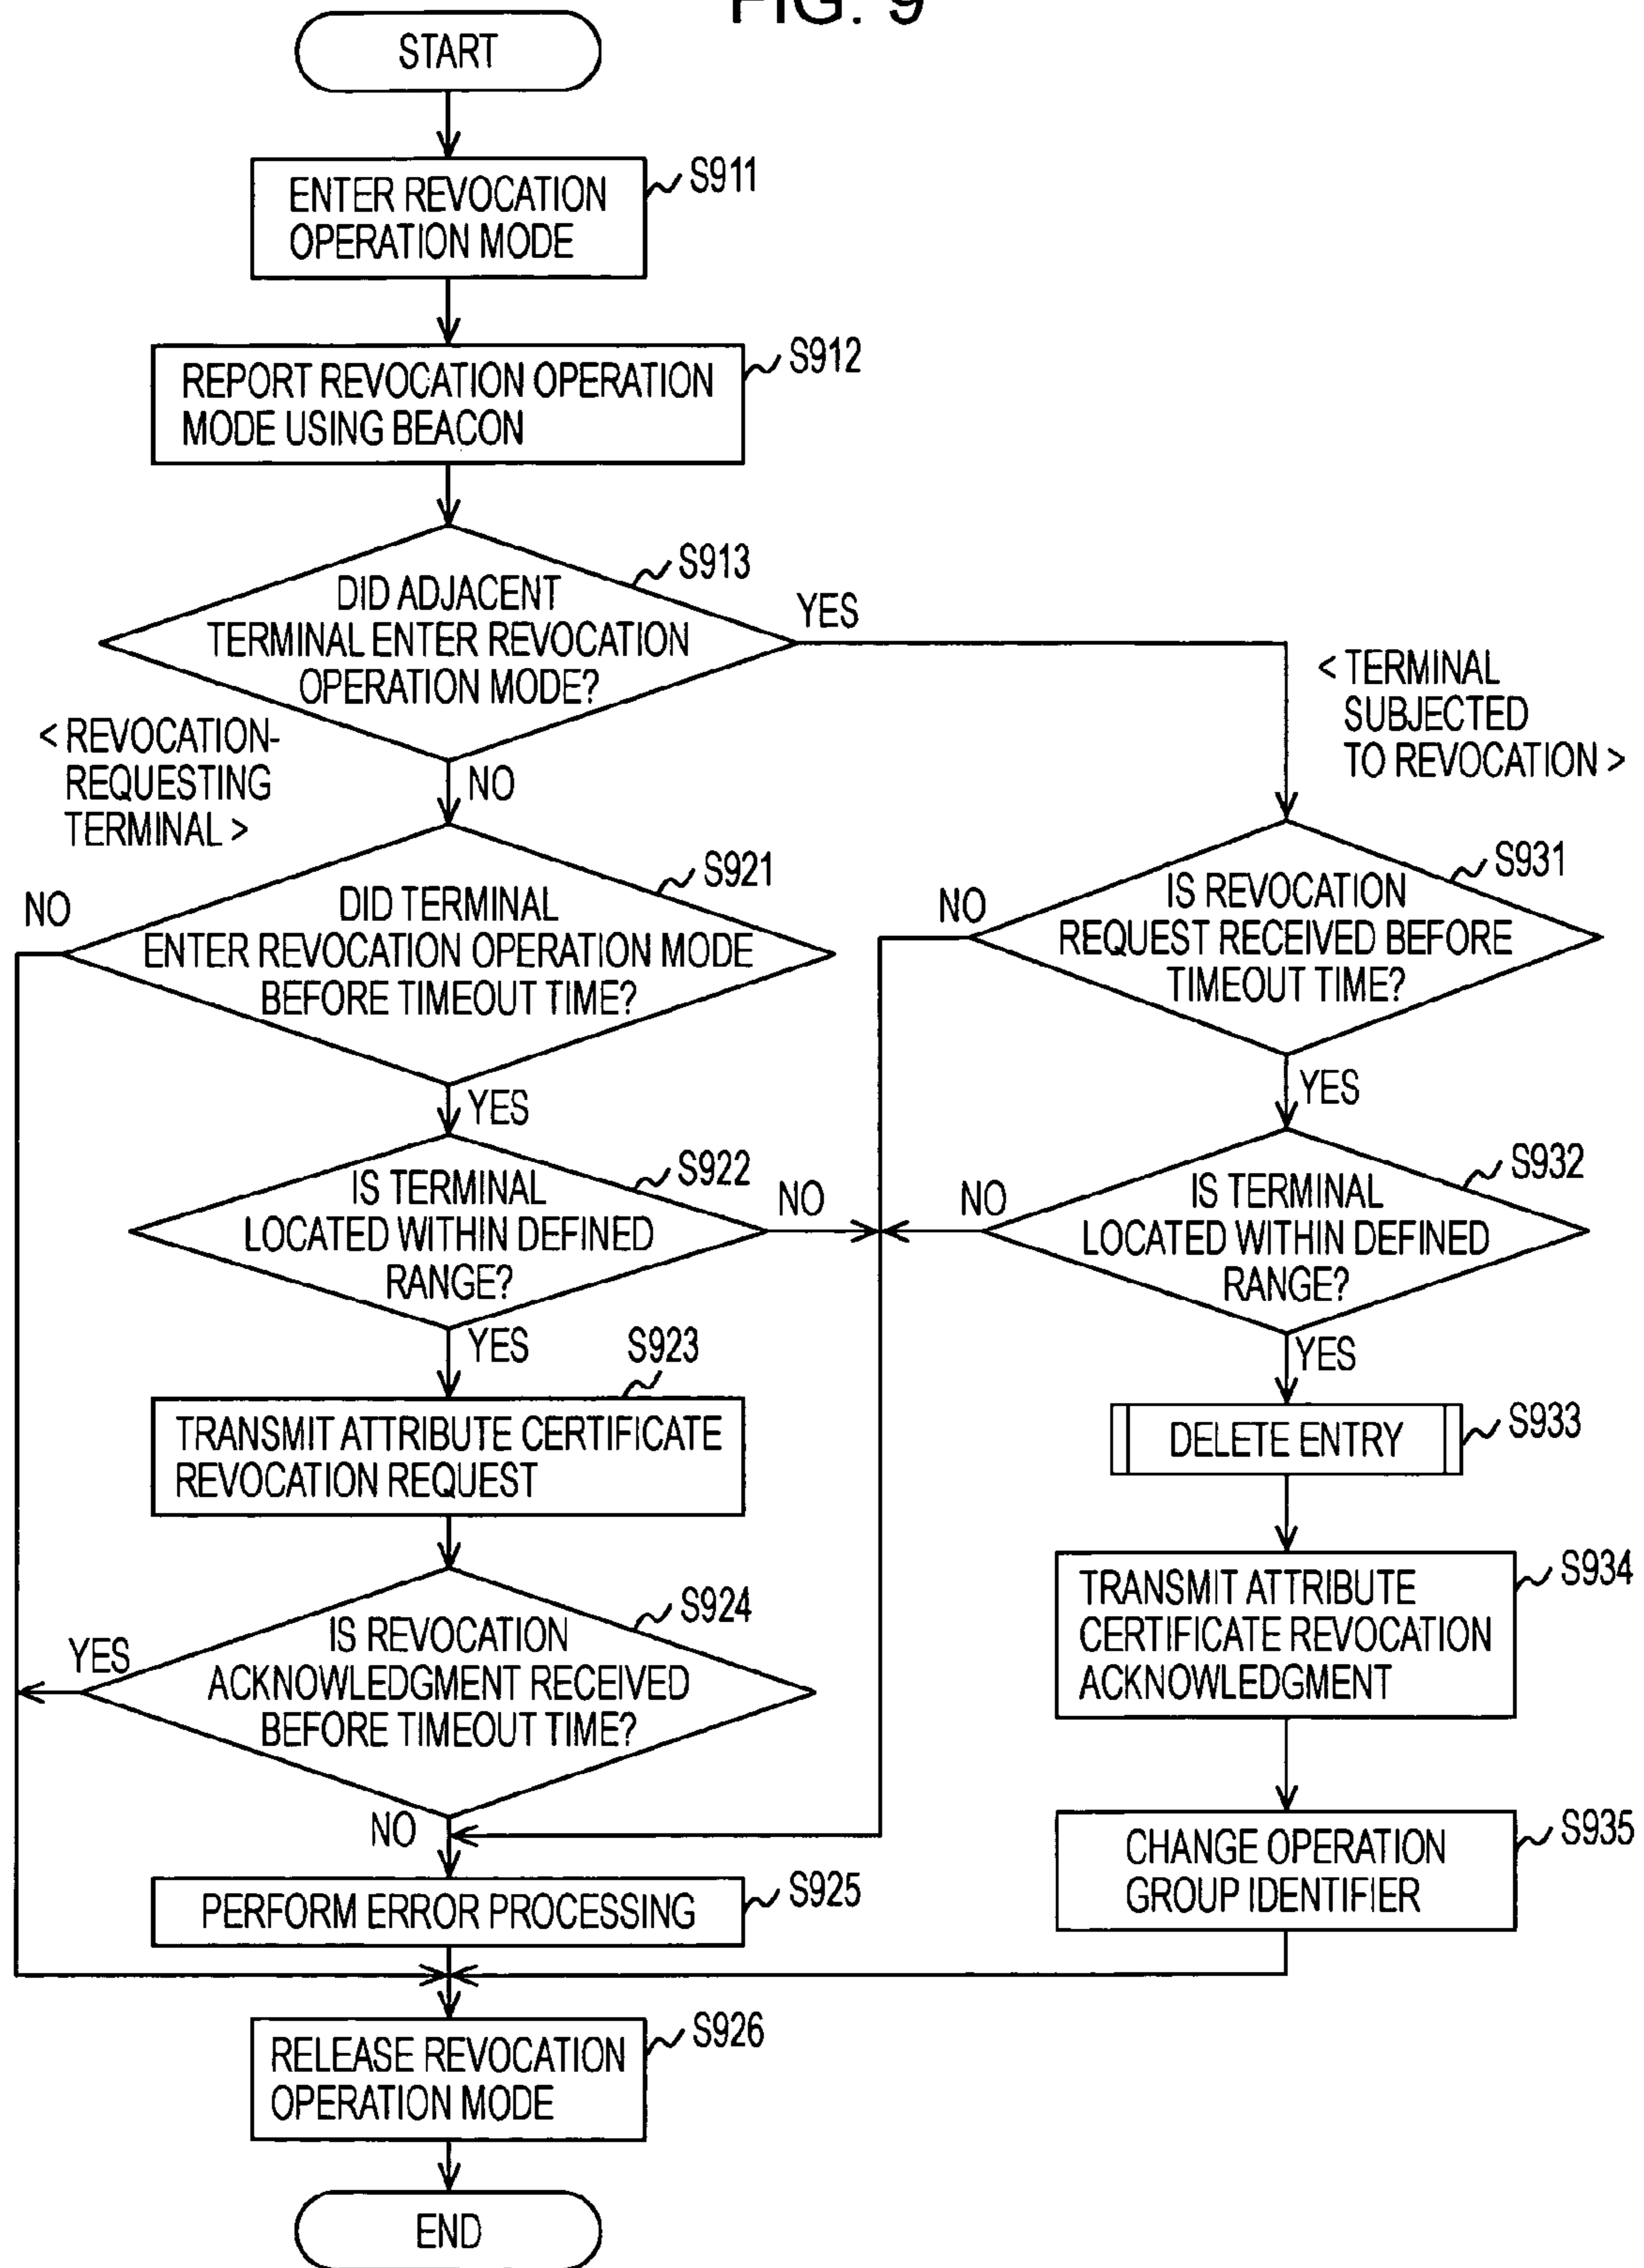 FIG. 9
START
ENTER REVOCATION
OPERATION MODE
S911
REPORT REVOCATION OPERATION
MODE USING BEACON
S912
DID ADJACENT
TERMINAL ENTER REVOCATION
OPERATION MODE?
S913
YES
NO
< REVOCATION-
REQUESTING
TERMINAL >
< TERMINAL
SUBJECTED
TO REVOCATION >
DID TERMINAL
ENTER REVOCATION OPERATION MODE
BEFORE TIMEOUT TIME?
S921
NO
YES
IS TERMINAL
LOCATED WITHIN DEFINED
RANGE?
S922
NO
YES
TRANSMIT ATTRIBUTE CERTIFICATE
REVOCATION REQUEST
S923
IS REVOCATION
ACKNOWLEDGMENT RECEIVED
BEFORE TIMEOUT TIME?
S924
YES
NO
PERFORM ERROR PROCESSING
S925
RELEASE REVOCATION
OPERATION MODE
S926
END
IS REVOCATION
REQUEST RECEIVED BEFORE
TIMEOUT TIME?
S931
NO
YES
IS TERMINAL
LOCATED WITHIN DEFINED
RANGE?
S932
NO
YES
DELETE ENTRY
S933
TRANSMIT ATTRIBUTE
CERTIFICATE REVOCATION
ACKNOWLEDGMENT
S934
CHANGE OPERATION
GROUP IDENTIFIER
S935